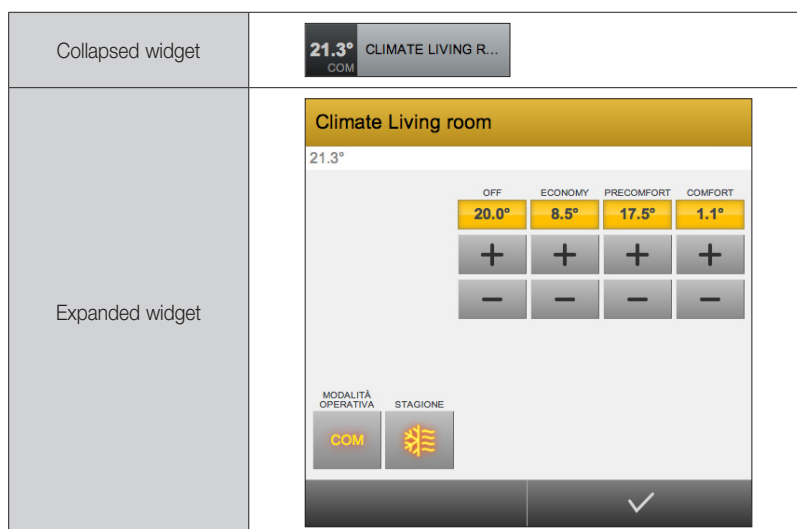 Collapsed widget
21.3° CLIMATE LIVING R...
COM
Expanded widget
Climate Living room
21.3°
OFF ECONOMY PRECOMFORT COMFORT
20.0° 8.5° 17.5° 1.1°
+ + + +
− − − −
MODALITÀ
OPERATIVA STAGIONE
COM